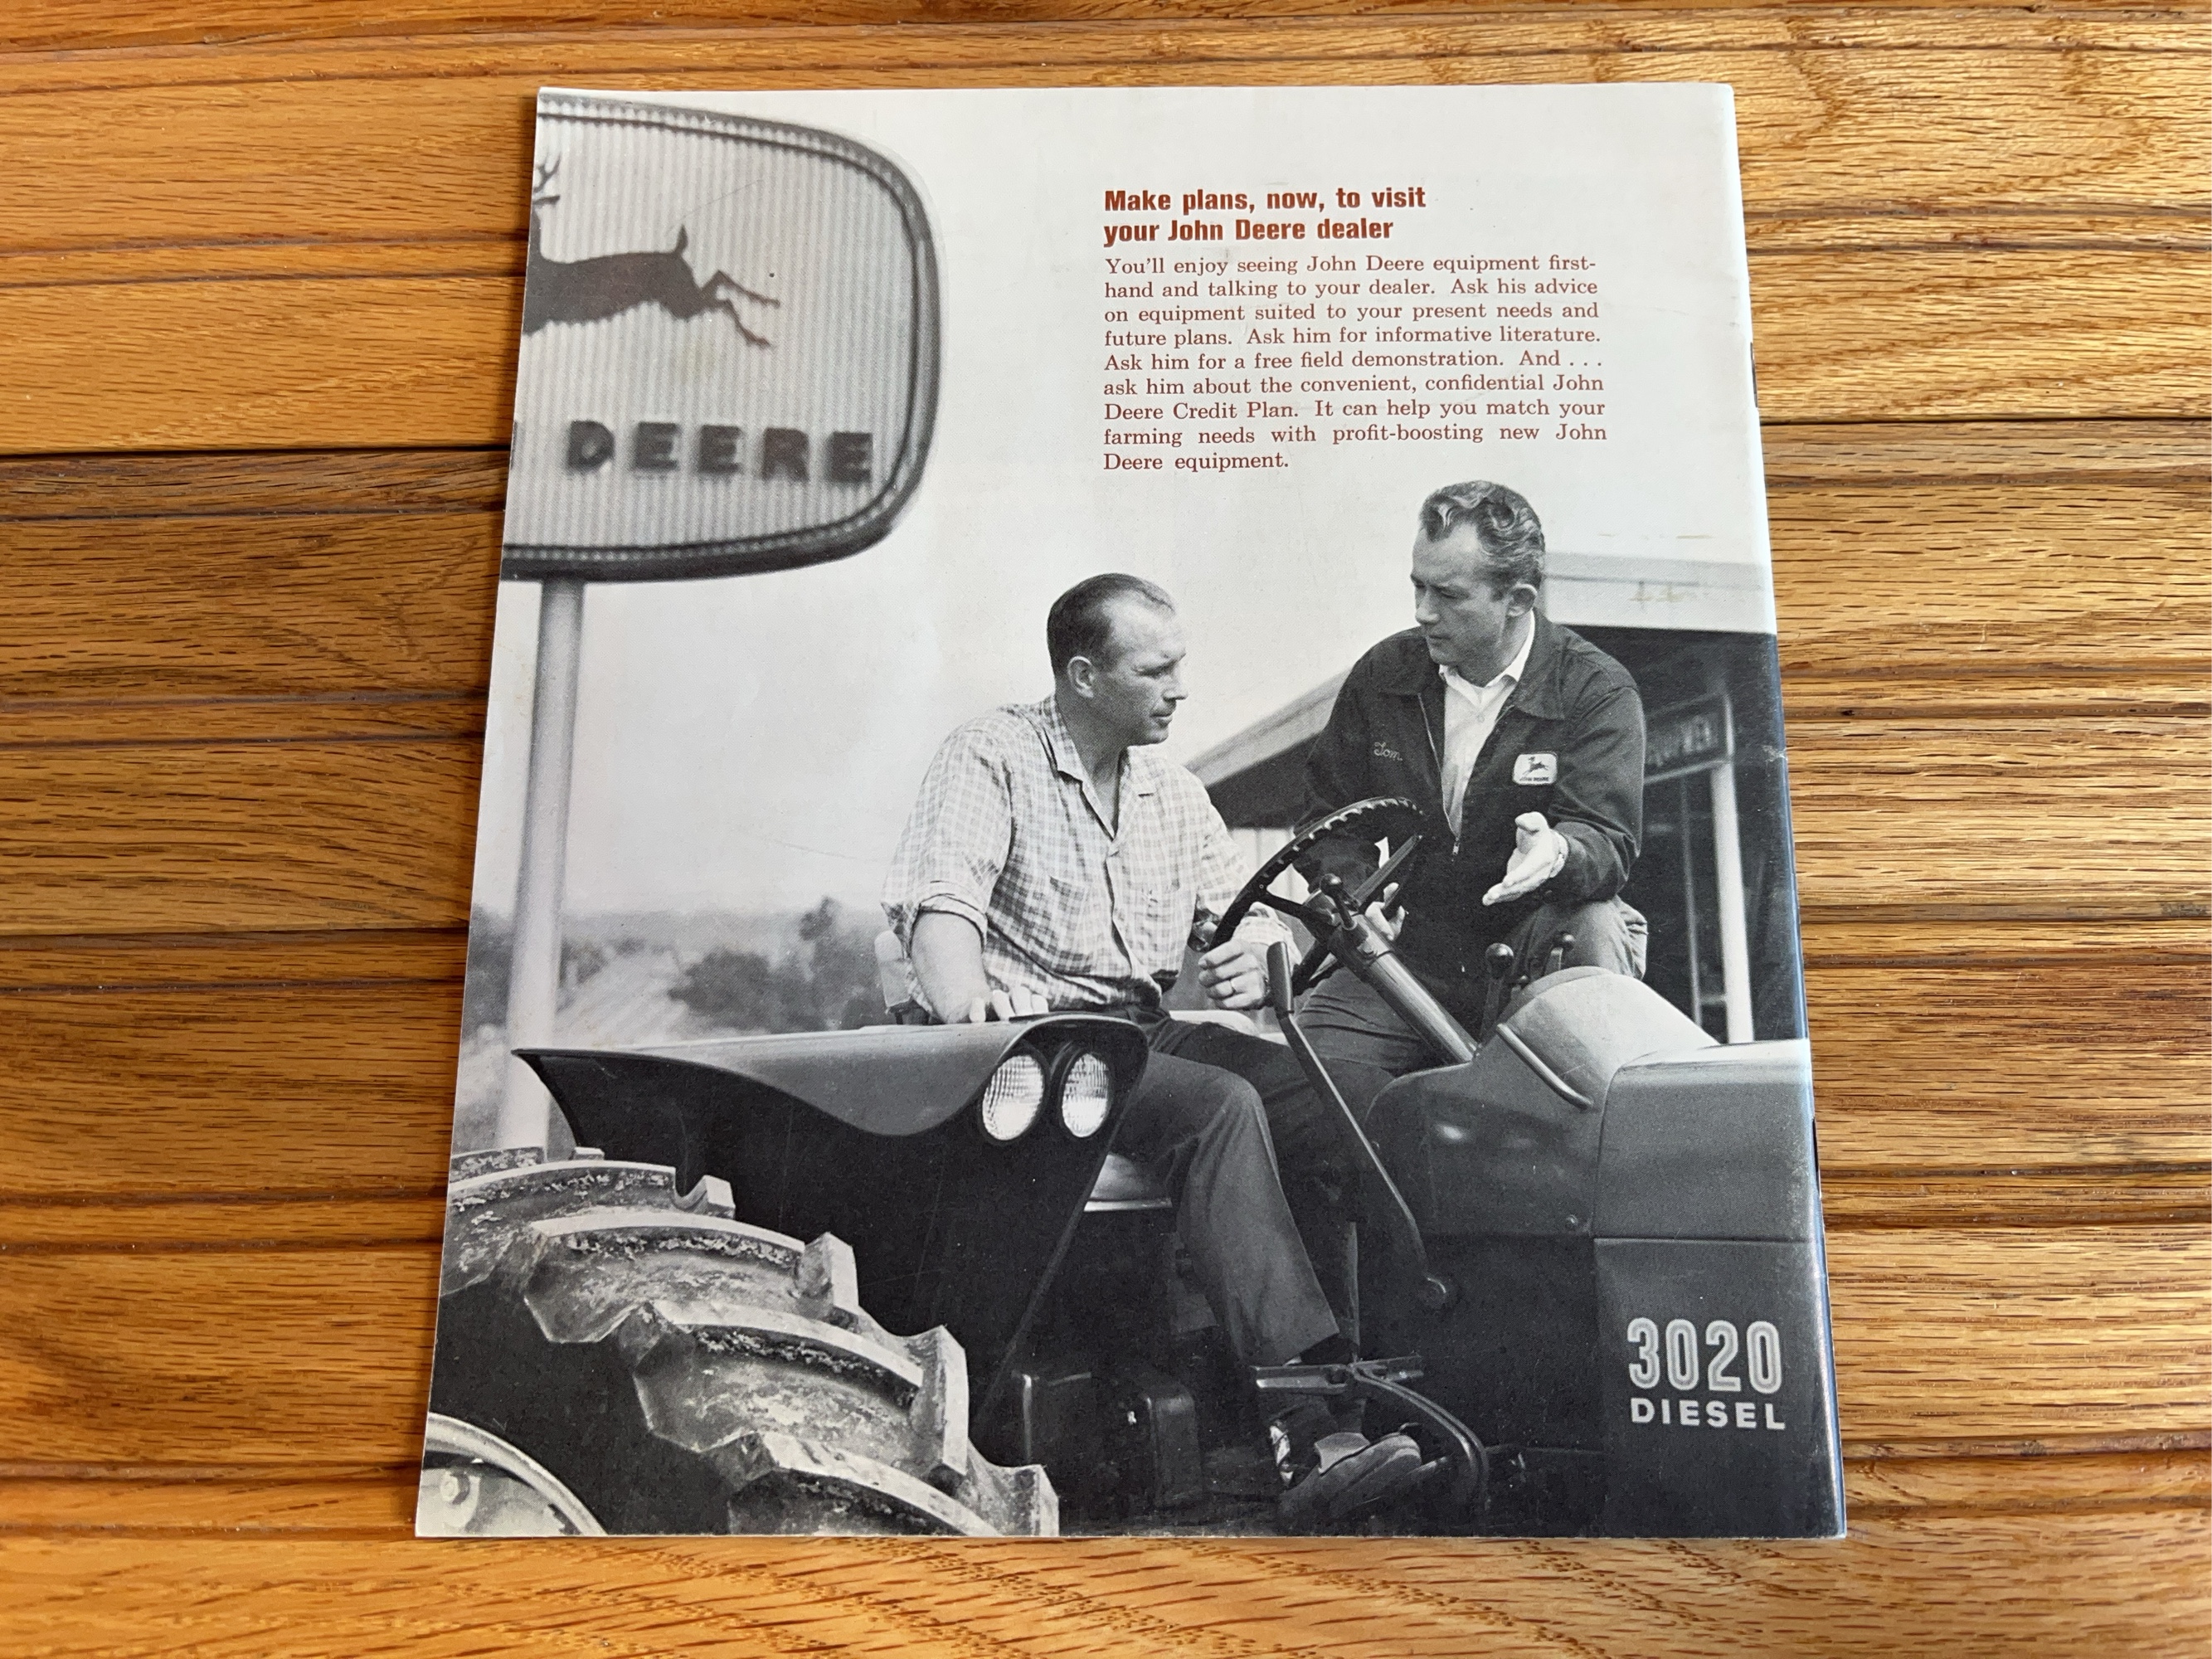 DEERE
Make plans, now, to visit
your John Deere dealer
You'll enjoy seeing John Deere equipment first-
hand and talking to your dealer. Ask his advice
on equipment suited to your present needs and
future plans. Ask him for informative literature.
Ask him for a free field demonstration. And . . .
ask him about the convenient, confidential John
Deere Credit Plan. It can help you match your
farming needs with profit-boosting new John
Deere equipment.
Tom
JOHN DEERE
3020
DIESEL